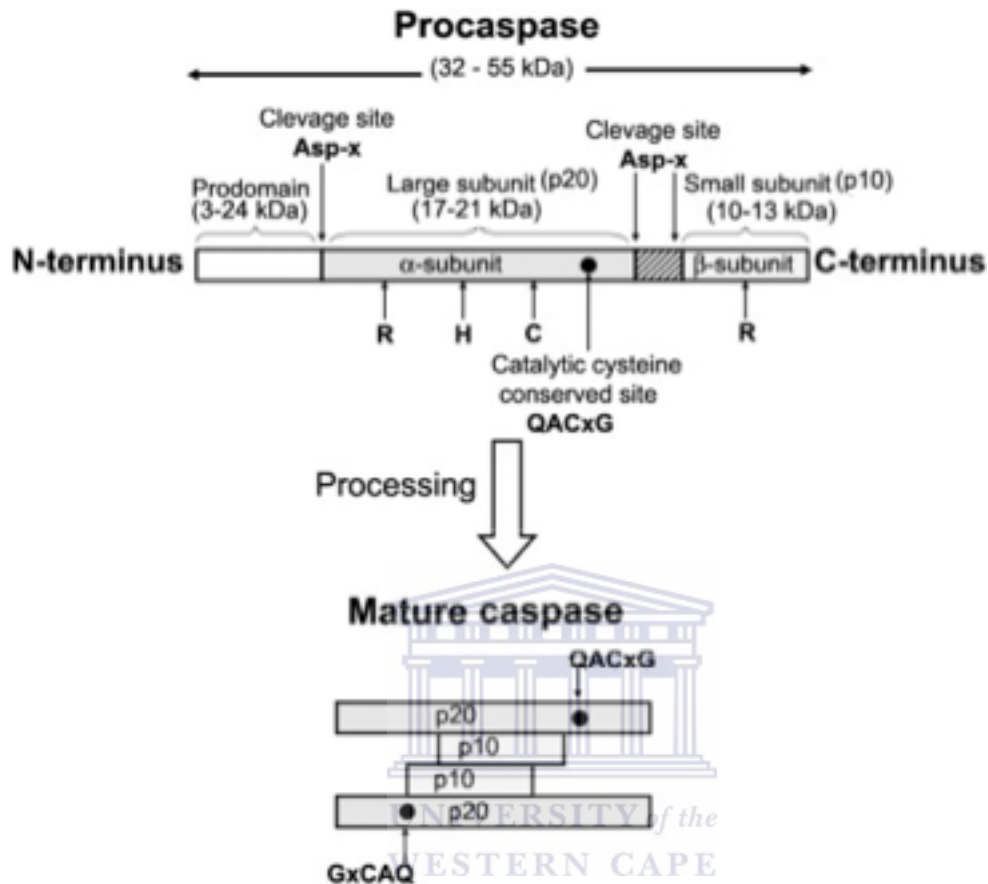 Procaspase
(32 - 55 kDa)
Clevage site
Asp-x
Clevage site
Asp-x
Prodomain
(3-24 kDa)
Large subunit (p20)
(17-21 kDa)
Small subunit (p10)
(10-13 kDa)
N-terminus
α-subunit
β-subunit
C-terminus
R
H
C
R
Catalytic cysteine
conserved site
QACxG
Processing
Mature caspase
QACxG
p20
p10
p10
p20
GxCAQ
UNIVERSITY of the
WESTERN CAPE